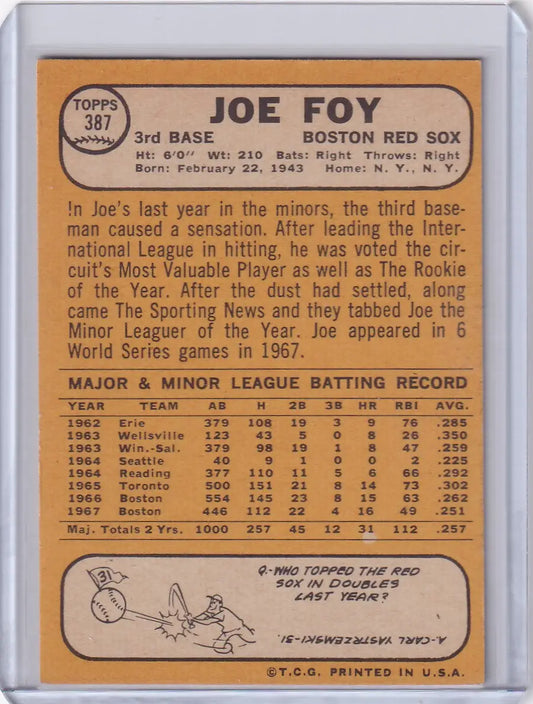 TOPPS
387
JOE FOY
3rd BASE BOSTON RED SOX
Ht: 6'0" Wt: 210 Bats: Right Throws: Right
Born: February 22, 1943 Home: N. Y., N. Y.
In Joe's last year in the minors, the third base-
man caused a sensation. After leading the Inter-
national League in hitting, he was voted the cir-
cuit's Most Valuable Player as well as The Rookie
of the Year. After the dust had settled, along
came The Sporting News and they tabbed Joe the
Minor Leaguer of the Year. Joe appeared in 6
World Series games in 1967.
MAJOR & MINOR LEAGUE BATTING RECORD
YEAR TEAM AB H 2B 3B HR RBI AVG.
1962 Erie 379 108 19 3 9 76 .285
1963 Wellsville 123 43 5 0 8 26 .350
1963 Win.-Sal. 379 98 19 1 8 47 .259
1964 Seattle 40 9 1 0 0 2 .225
1964 Reading 377 110 11 5 6 66 .292
1965 Toronto 500 151 21 8 14 73 .302
1966 Boston 554 145 23 8 15 63 .262
1967 Boston 446 112 22 4 16 49 .251
Maj. Totals 2 Yrs. 1000 257 45 12 31 112 .257
31
Q.-WHO TOPPED THE RED
SOX IN DOUBLES
LAST YEAR?
A.-CARL YASTRZEMSKI-31.
©T.C.G. PRINTED IN U.S.A.